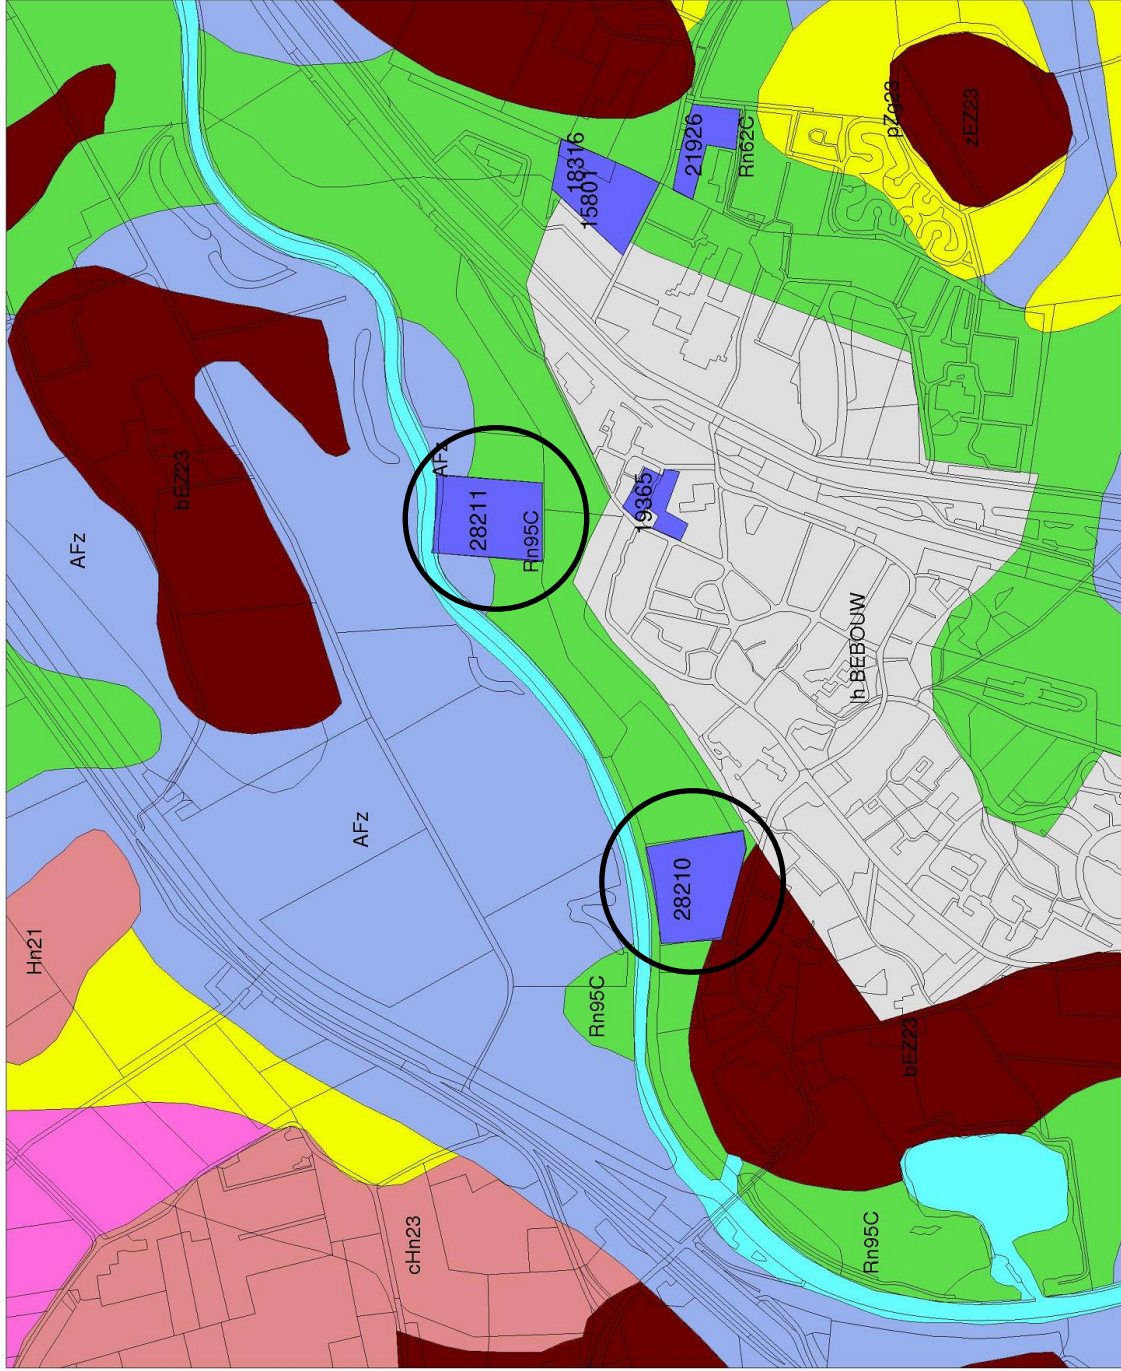 Hn21
AFz
bEZ23
AFz
cHn23
AFz
28211
Rn95C
18316
15801
Rn95C
19365
28210
21926
Rn62C
|h BEBOUW
Rn95C
pZg23
bEZ23
zEZ23